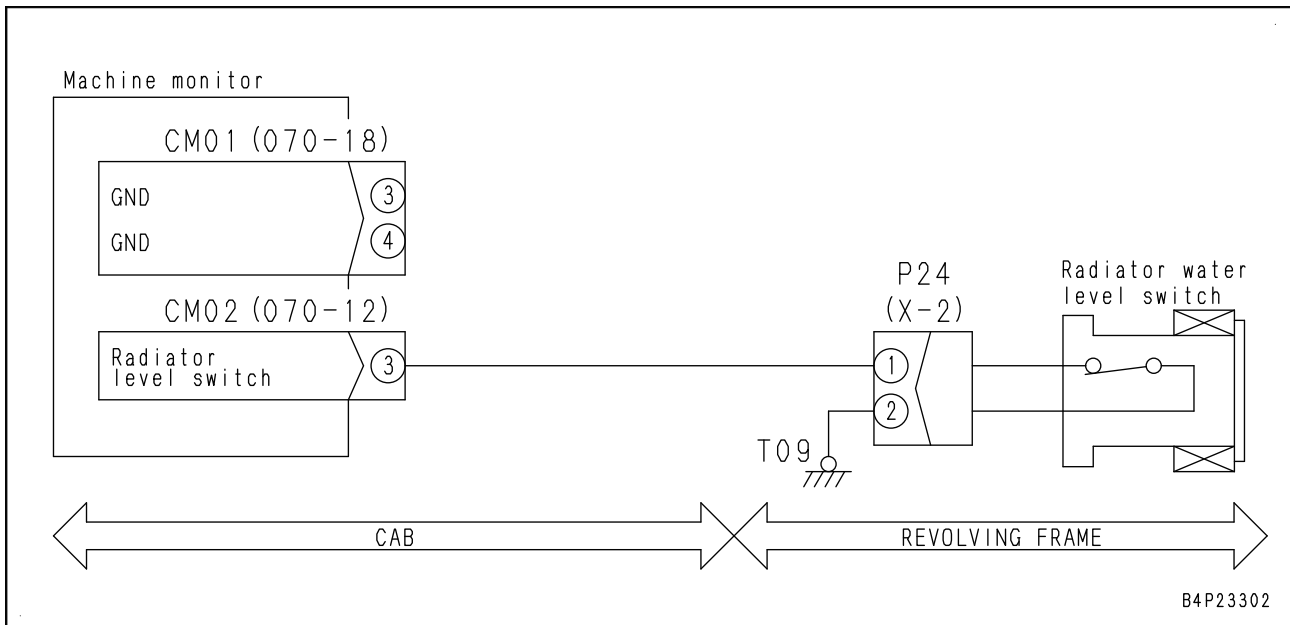 Machine monitor
CM01 (070-18)
GND
3
GND
4
CM02 (070-12)
Radiator
level switch
3
P24
(X-2)
1
2
T09
Radiator water
level switch
CAB
REVOLVING FRAME
B4P23302